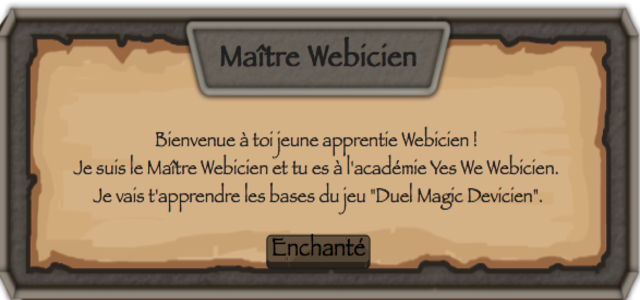 Maître Webicien
Bienvenue à toi jeune apprentie Webicien !
Je suis le Maître Webicien et tu es à l'académie Yes We Webicien.
Je vais t'apprendre les bases du jeu "Duel Magic Devicien".
Enchanté